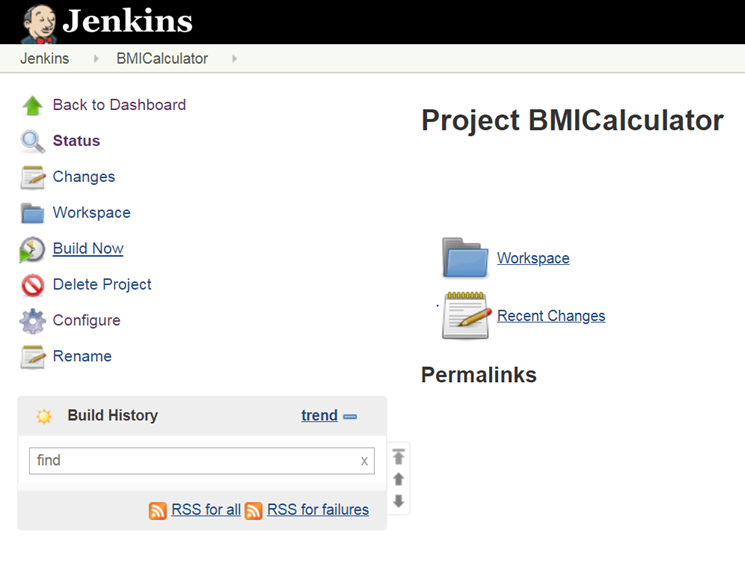 Jenkins
Jenkins BMICalculator
Back to Dashboard
Status
Changes
Workspace
Build Now
Delete Project
Configure
Rename
Build History trend
find x
RSS for all RSS for failures
Project BMICalculator
Workspace
Recent Changes
Permalinks